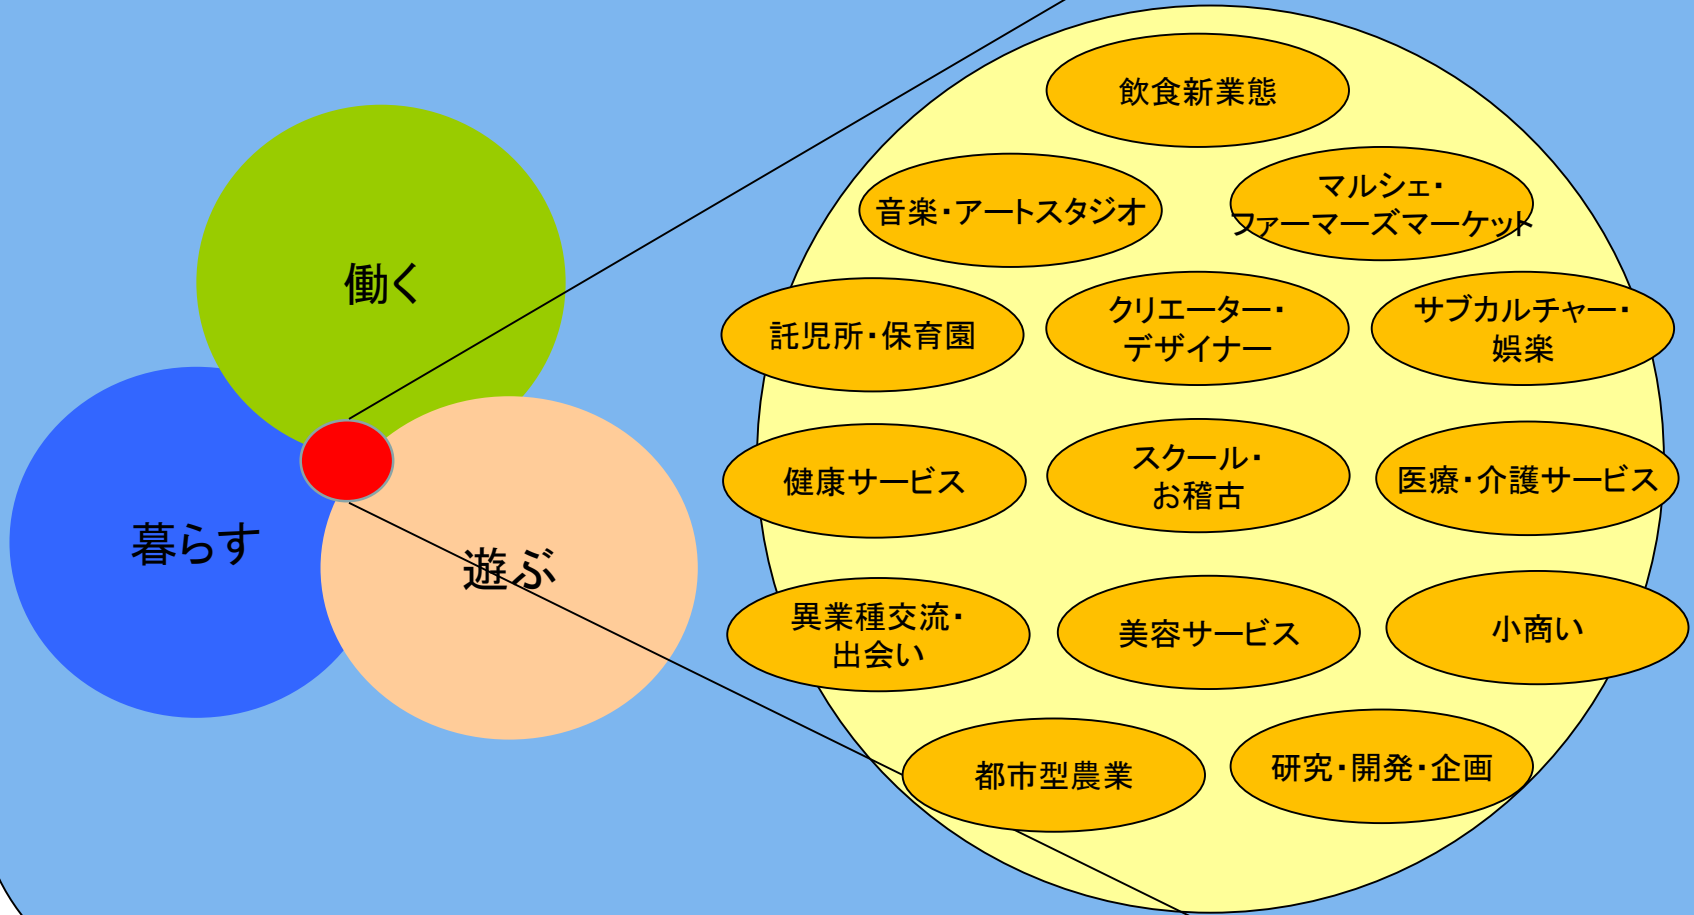 働く
暮らす
遊ぶ
飲食新業態
音楽・アートスタジオ
マルシェ・
ファーマーズマーケット
託児所・保育園
クリエーター・
デザイナー
サブカルチャー・
娯楽
健康サービス
スクール・
お稽古
医療・介護サービス
異業種交流・
出会い
美容サービス
小商い
都市型農業
研究・開発・企画